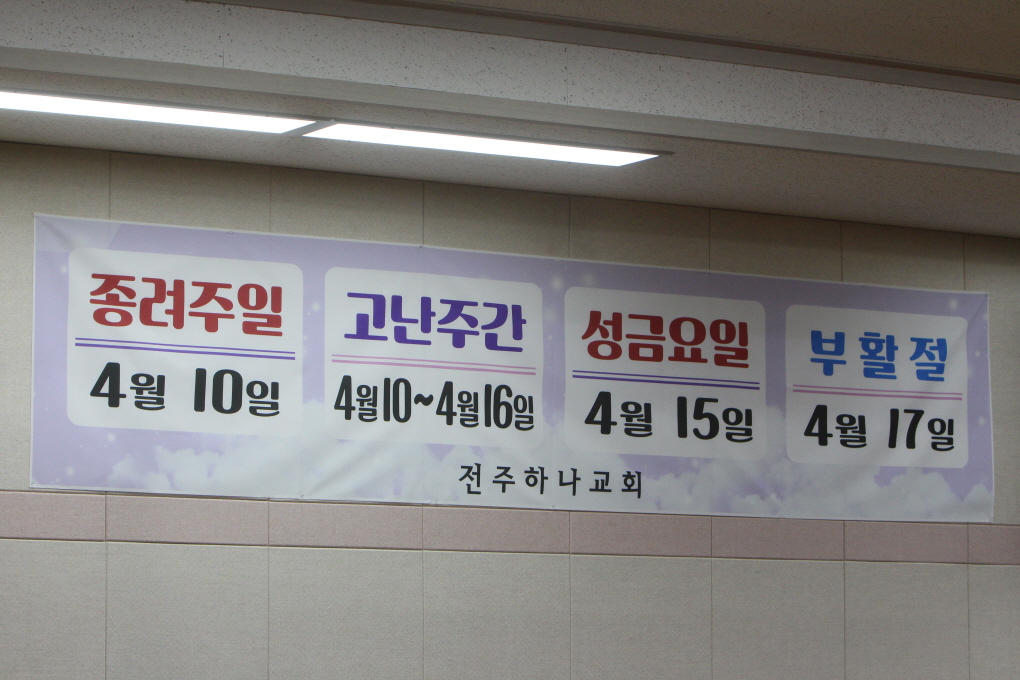 종려주일
4월 10일
고난주간
4월10~4월16일
성금요일
4월 15일
부활절
4월 17일
전주하나교회